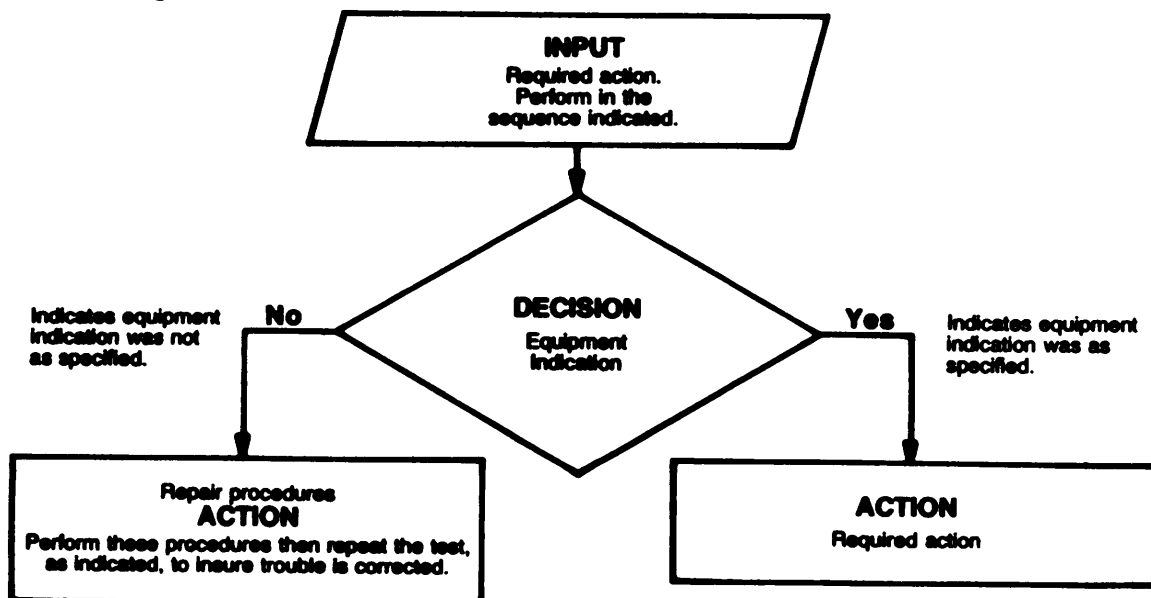 INPUT
Required action.
Perform in the
sequence indicated.
DECISION
Equipment
Indication
No
Indicates equipment
indication was not
as specified.
Yes
Indicates equipment
indication was as
specified.
Repair procedures
ACTION
Perform these procedures then repeat the test,
as indicated, to insure trouble is corrected.
ACTION
Required action